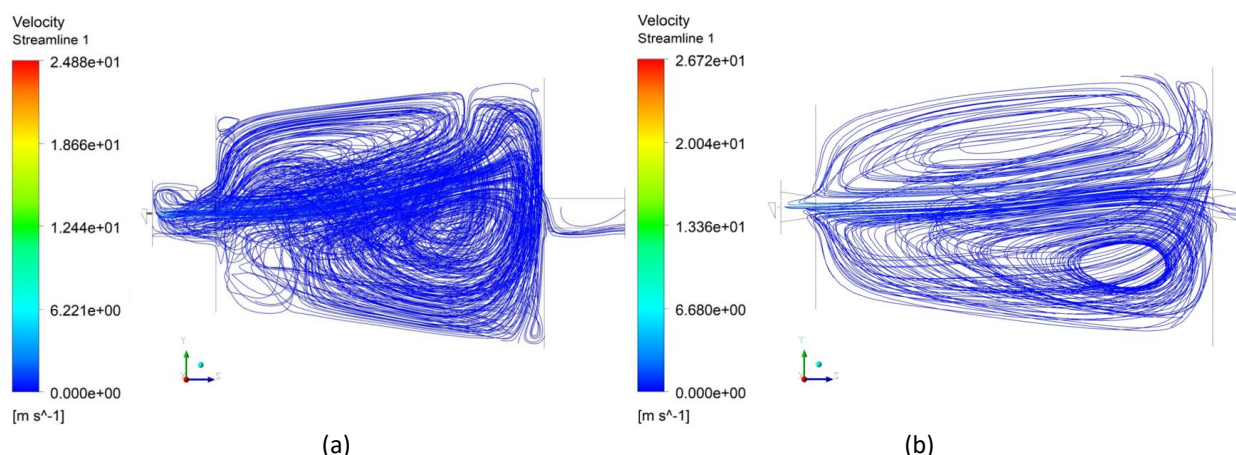 Velocity
Streamline 1
2.488e+01
1.866e+01
1.244e+01
6.221e+00
0.000e+00
[m s^-1]
Y
Z
(a)
Velocity
Streamline 1
2.672e+01
2.004e+01
1.336e+01
6.680e+00
0.000e+00
[m s^-1]
Y
Z
(b)